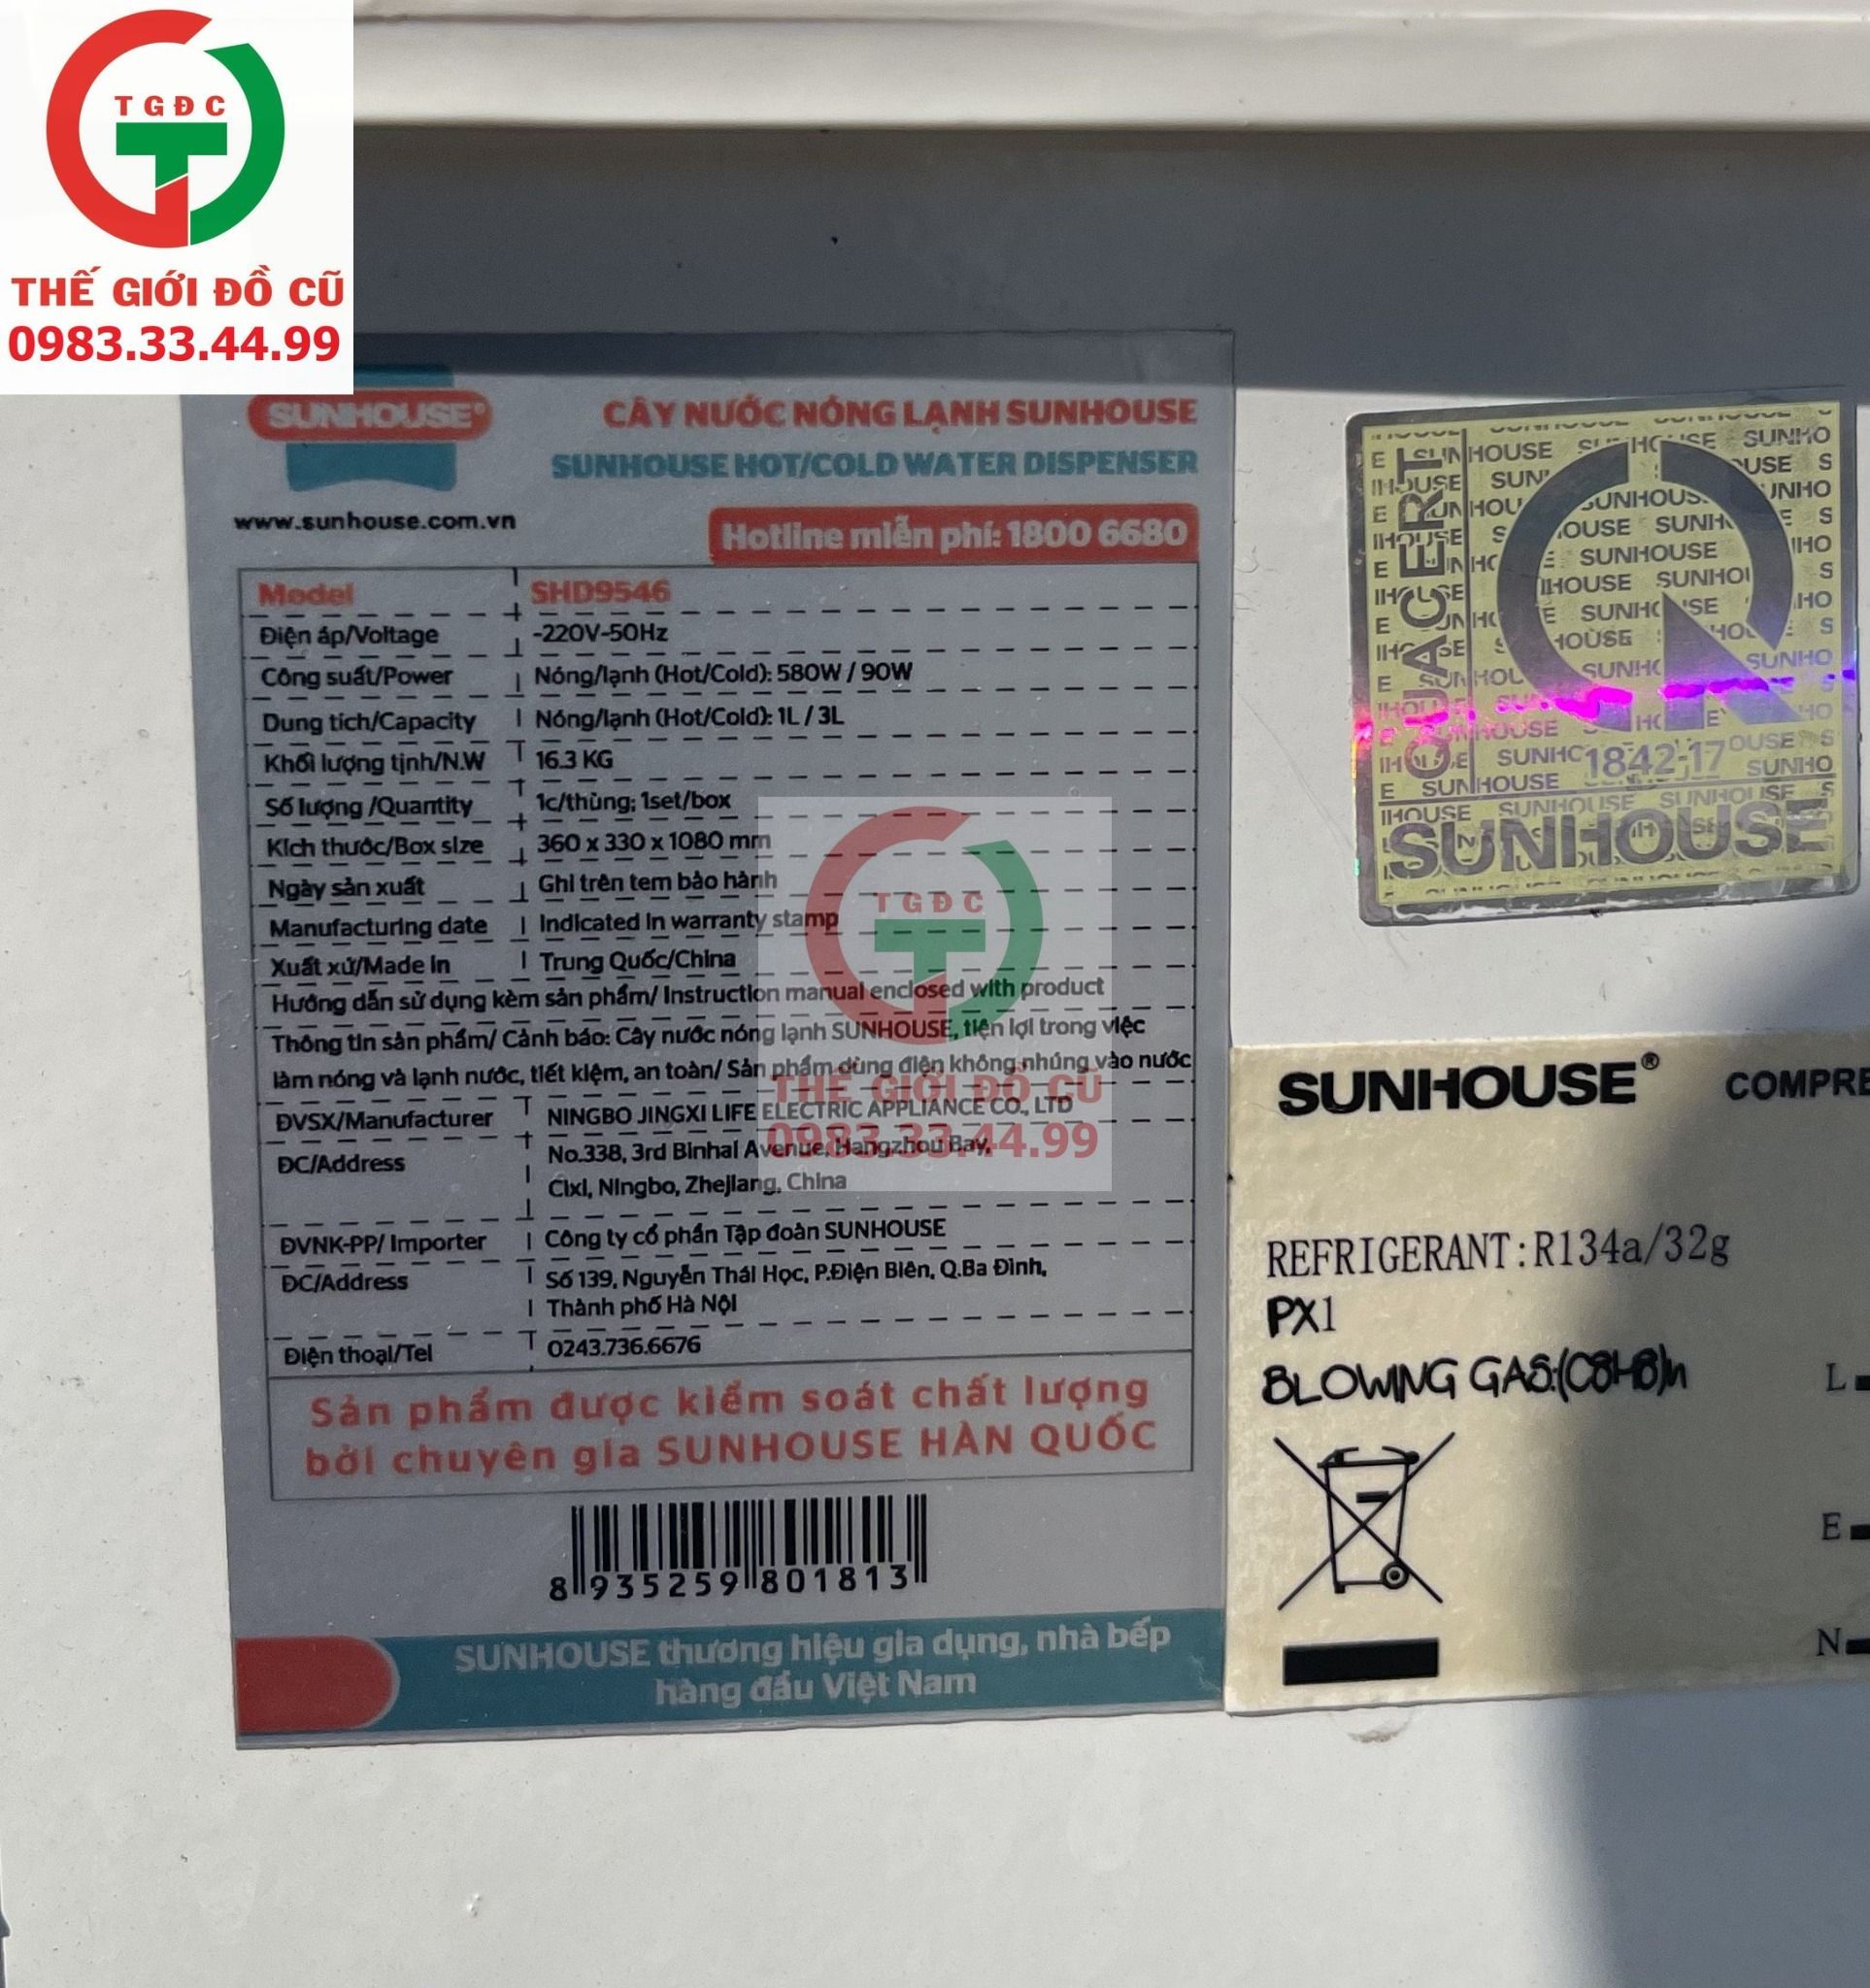 TGĐC
THẾ GIỚI ĐỒ CŨ
0983.33.44.99
SUNHOUSE®
CÂY NƯỚC NÓNG LẠNH SUNHOUSE
SUNHOUSE HOT/COLD WATER DISPENSER
www.sunhouse.com.vn
Hotline miễn phí: 1800 6680
Model SHD9546
Điện áp/Voltage ~220V-50Hz
Công suất/Power Nóng/lạnh (Hot/Cold): 580W / 90W
Dung tích/Capacity Nóng/lạnh (Hot/Cold): 1L / 3L
Khối lượng tịnh/N.W 16.3 KG
Số lượng /Quantity 1c/thùng; 1set/box
Kích thước/Box size 360 x 330 x 1080 mm
Ngày sản xuất Ghi trên tem bảo hành
Manufacturing date Indicated in warranty stamp
Xuất xứ/Made in Trung Quốc/China
Hướng dẫn sử dụng kèm sản phẩm/ Instruction manual enclosed with product
Thông tin sản phẩm/ Cảnh báo: Cây nước nóng lạnh SUNHOUSE, tiện lợi trong việc
làm nóng và lạnh nước, tiết kiệm, an toàn/ Sản phẩm dùng điện không nhúng vào nước
ĐVSX/Manufacturer NINGBO JINGXI LIFE ELECTRIC APPLIANCE CO., LTD
ĐC/Address No.338, 3rd Binhai Avenue, Hangzhou Bay,
Cixi, Ningbo, Zhejiang, China
ĐVNK-PP/ Importer Công ty cổ phần Tập đoàn SUNHOUSE
ĐC/Address Số 139, Nguyễn Thái Học, P.Điện Biên, Q.Ba Đình,
Thành phố Hà Nội
Điện thoại/Tel 0243.736.6676
Sản phẩm được kiểm soát chất lượng
bởi chuyên gia SUNHOUSE HÀN QUỐC
8 935259 801813
SUNHOUSE thương hiệu gia dụng, nhà bếp
hàng đầu Việt Nam
TGĐC
THẾ GIỚI ĐỒ CŨ
0983.33.44.99
QUACERT
1842-17
SUNHOUSE
SUNHOUSE® COMPRE
REFRIGERANT:R134a/32g
PX1
BLOWING GAS:(C8H8)n
L
E
N